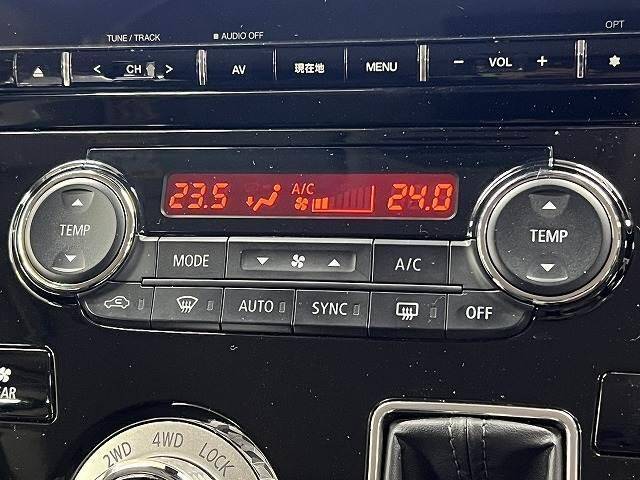 TUNE / TRACK
AUDIO OFF
OPT
CH
AV
現在地
MENU
VOL
23.5
A/C
24.0
TEMP
TEMP
MODE
A/C
AUTO
SYNC
OFF
2WD
4WD
LOCK